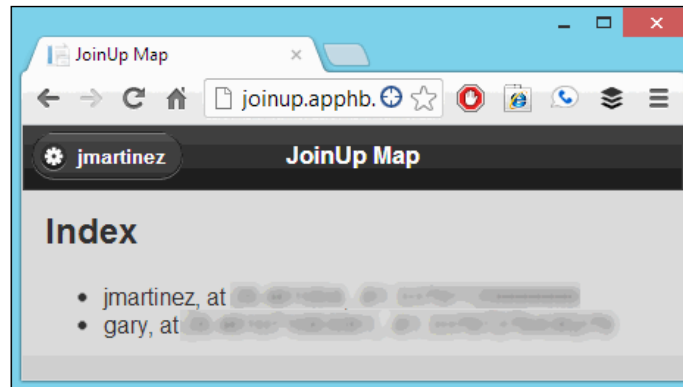 JoinUp Map
joinup.apphb.
jmartinez
JoinUp Map
Index
jmartinez, at
gary, at